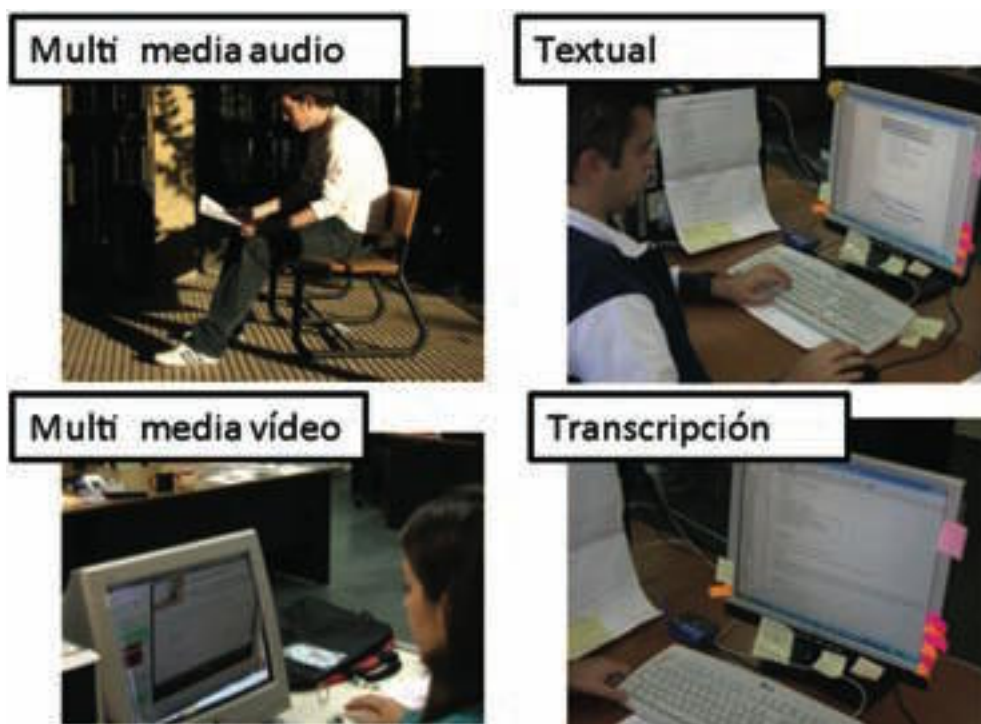 Multi media audio
Textual
Multi media vídeo
Transcripción